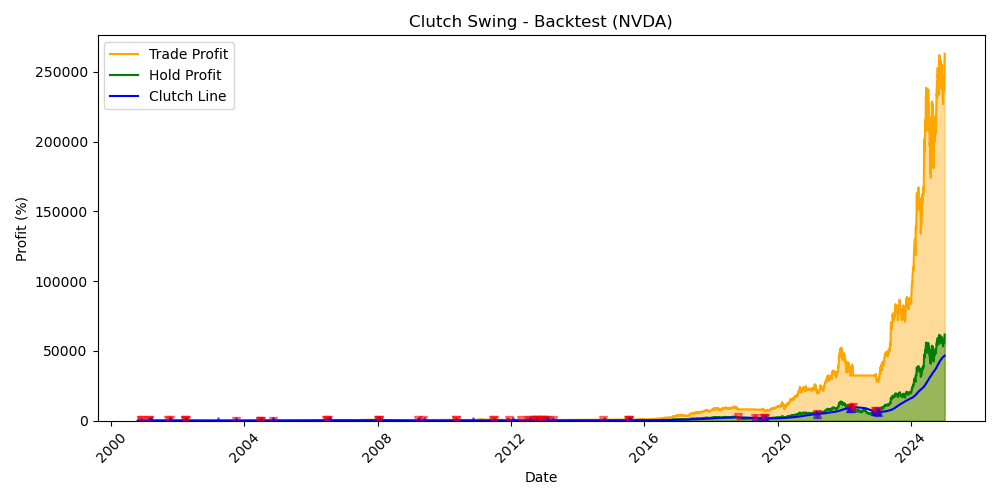 Clutch Swing - Backtest (NVDA)
Trade Profit
Hold Profit
Clutch Line
Profit (%)
250000
200000
150000
100000
50000
0
2000
2004
2008
2012
2016
2020
2024
Date